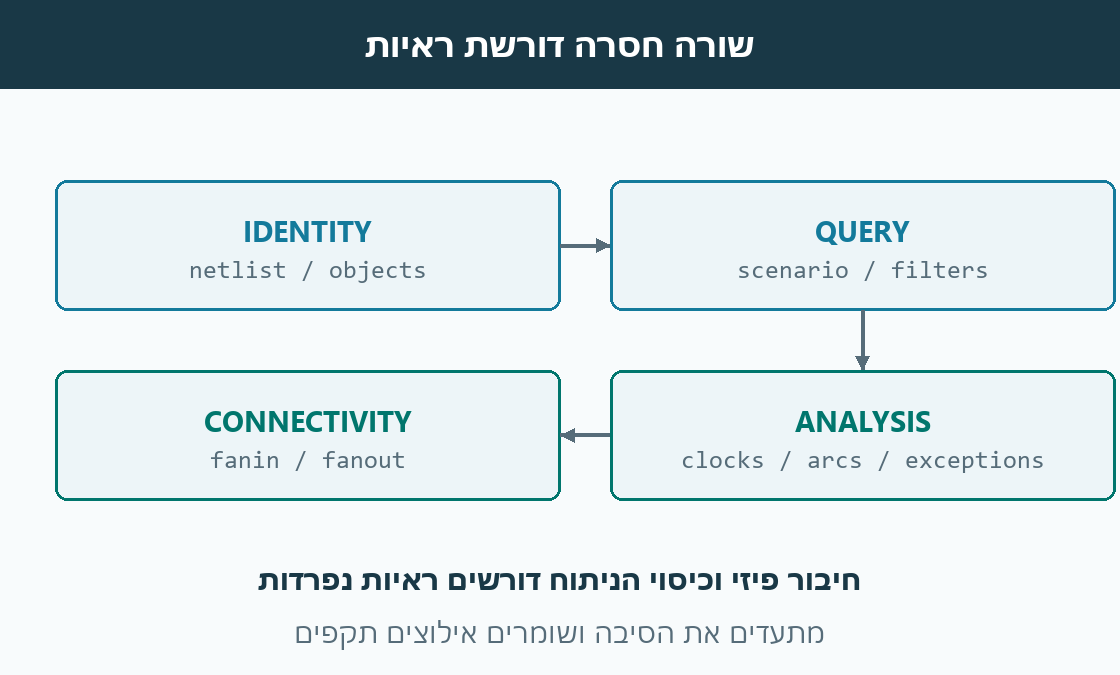 שורה חסרה דורשת ראיות
IDENTITY
netlist / objects
QUERY
scenario / filters
ANALYSIS
clocks / arcs / exceptions
CONNECTIVITY
fanin / fanout
חיבור פיזי וכיסוי הניתוח דורשים ראיות נפרדות
מתעדים את הסיבה ושומרים אילוצים תקפים